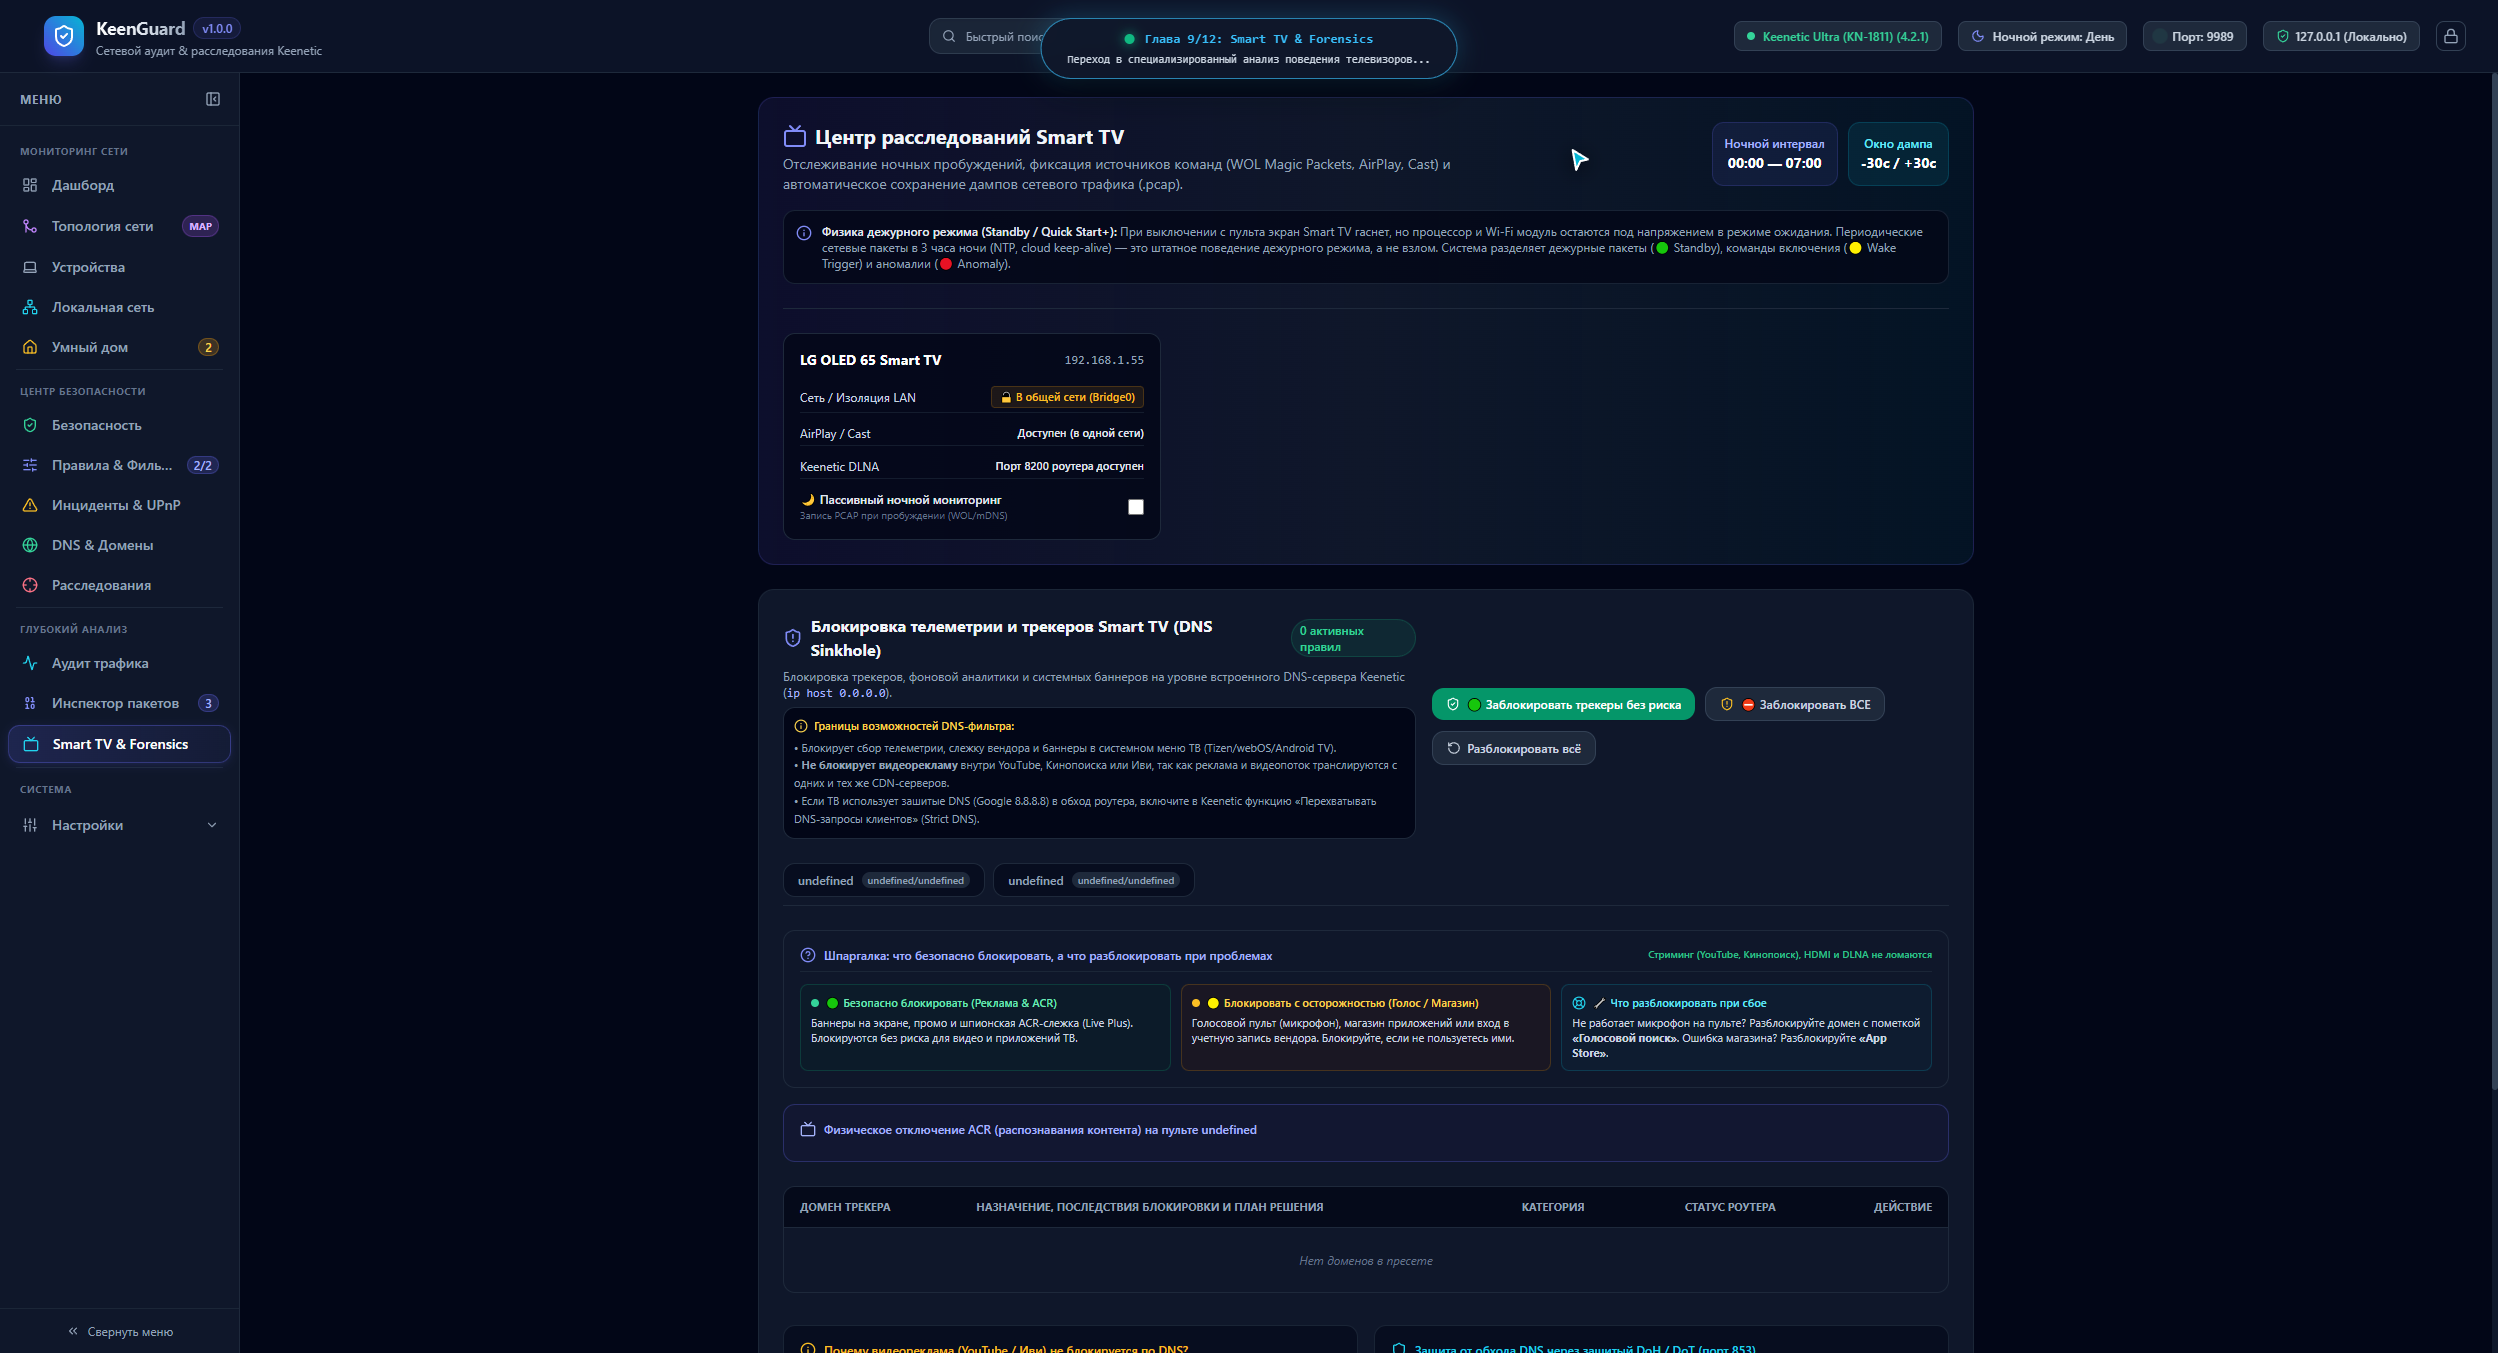 KeenGuard v1.0.0
Сетевой аудит & расследования Keenetic
Быстрый поис
Глава 9/12: Smart TV & Forensics
Переход в специализированный анализ поведения телевизоров...
Keenetic Ultra (KN-1811) (4.2.1)
Ночной режим: День
Порт: 9989
127.0.0.1 (Локально)
МЕНЮ
МОНИТОРИНГ СЕТИ
Дашборд
Топология сети MAP
Устройства
Локальная сеть
Умный дом 2
ЦЕНТР БЕЗОПАСНОСТИ
Безопасность
Правила & Филь... 2/2
Инциденты & UPnP
DNS & Домены
Расследования
ГЛУБОКИЙ АНАЛИЗ
Аудит трафика
Инспектор пакетов 3
Smart TV & Forensics
СИСТЕМА
Настройки
Свернуть меню
Центр расследований Smart TV
Отслеживание ночных пробуждений, фиксация источников команд (WOL Magic Packets, AirPlay, Cast) и
автоматическое сохранение дампов сетевого трафика (.pcap).
Ночной интервал
00:00 — 07:00
Окно дампа
-30с / +30с
Физика дежурного режима (Standby / Quick Start+): При выключении с пульта экран Smart TV гаснет, но процессор и Wi-Fi модуль остаются под напряжением в режиме ожидания. Периодические
сетевые пакеты в 3 часа ночи (NTP, cloud keep-alive) — это штатное поведение дежурного режима, а не взлом. Система разделяет дежурные пакеты (🟢 Standby), команды включения (🟡 Wake
Trigger) и аномалии (🔴 Anomaly).
LG OLED 65 Smart TV 192.168.1.55
Сеть / Изоляция LAN 🔓 В общей сети (Bridge0)
AirPlay / Cast Доступен (в одной сети)
Keenetic DLNA Порт 8200 роутера доступен
🌙 Пассивный ночной мониторинг
Запись PCAP при пробуждении (WOL/mDNS)
Блокировка телеметрии и трекеров Smart TV (DNS
Sinkhole)
0 активных
правил
Блокировка трекеров, фоновой аналитики и системных баннеров на уровне встроенного DNS-сервера Keenetic
(ip host 0.0.0.0).
Границы возможностей DNS-фильтра:
• Блокирует сбор телеметрии, слежку вендора и баннеры в системном меню ТВ (Tizen/webOS/Android TV).
• Не блокирует видеорекламу внутри YouTube, Кинопоиска или Иви, так как реклама и видеопоток транслируются с
одних и тех же CDN-серверов.
• Если ТВ использует зашитые DNS (Google 8.8.8.8) в обход роутера, включите в Keenetic функцию «Перехватывать
DNS-запросы клиентов» (Strict DNS).
🟢 Заблокировать трекеры без риска
⛔ Заблокировать ВСЕ
Разблокировать всё
undefined undefined/undefined
undefined undefined/undefined
Шпаргалка: что безопасно блокировать, а что разблокировать при проблемах
Стриминг (YouTube, Кинопоиск), HDMI и DLNA не ломаются
🟢 Безопасно блокировать (Реклама & ACR)
Баннеры на экране, промо и шпионская ACR-слежка (Live Plus).
Блокируются без риска для видео и приложений ТВ.
🟡 Блокировать с осторожностью (Голос / Магазин)
Голосовой пульт (микрофон), магазин приложений или вход в
учетную запись вендора. Блокируйте, если не пользуетесь ими.
Что разблокировать при сбое
Не работает микрофон на пульте? Разблокируйте домен с пометкой
«Голосовой поиск». Ошибка магазина? Разблокируйте «App
Store».
Физическое отключение ACR (распознавания контента) на пульте undefined
ДОМЕН ТРЕКЕРА НАЗНАЧЕНИЕ, ПОСЛЕДСТВИЯ БЛОКИРОВКИ И ПЛАН РЕШЕНИЯ КАТЕГОРИЯ СТАТУС РОУТЕРА ДЕЙСТВИЕ
Нет доменов в пресете
Почему видеореклама (YouTube / Иви) не блокируется по DNS?
Защита от обхода DNS через защитый DoH / DoT (порт 853)